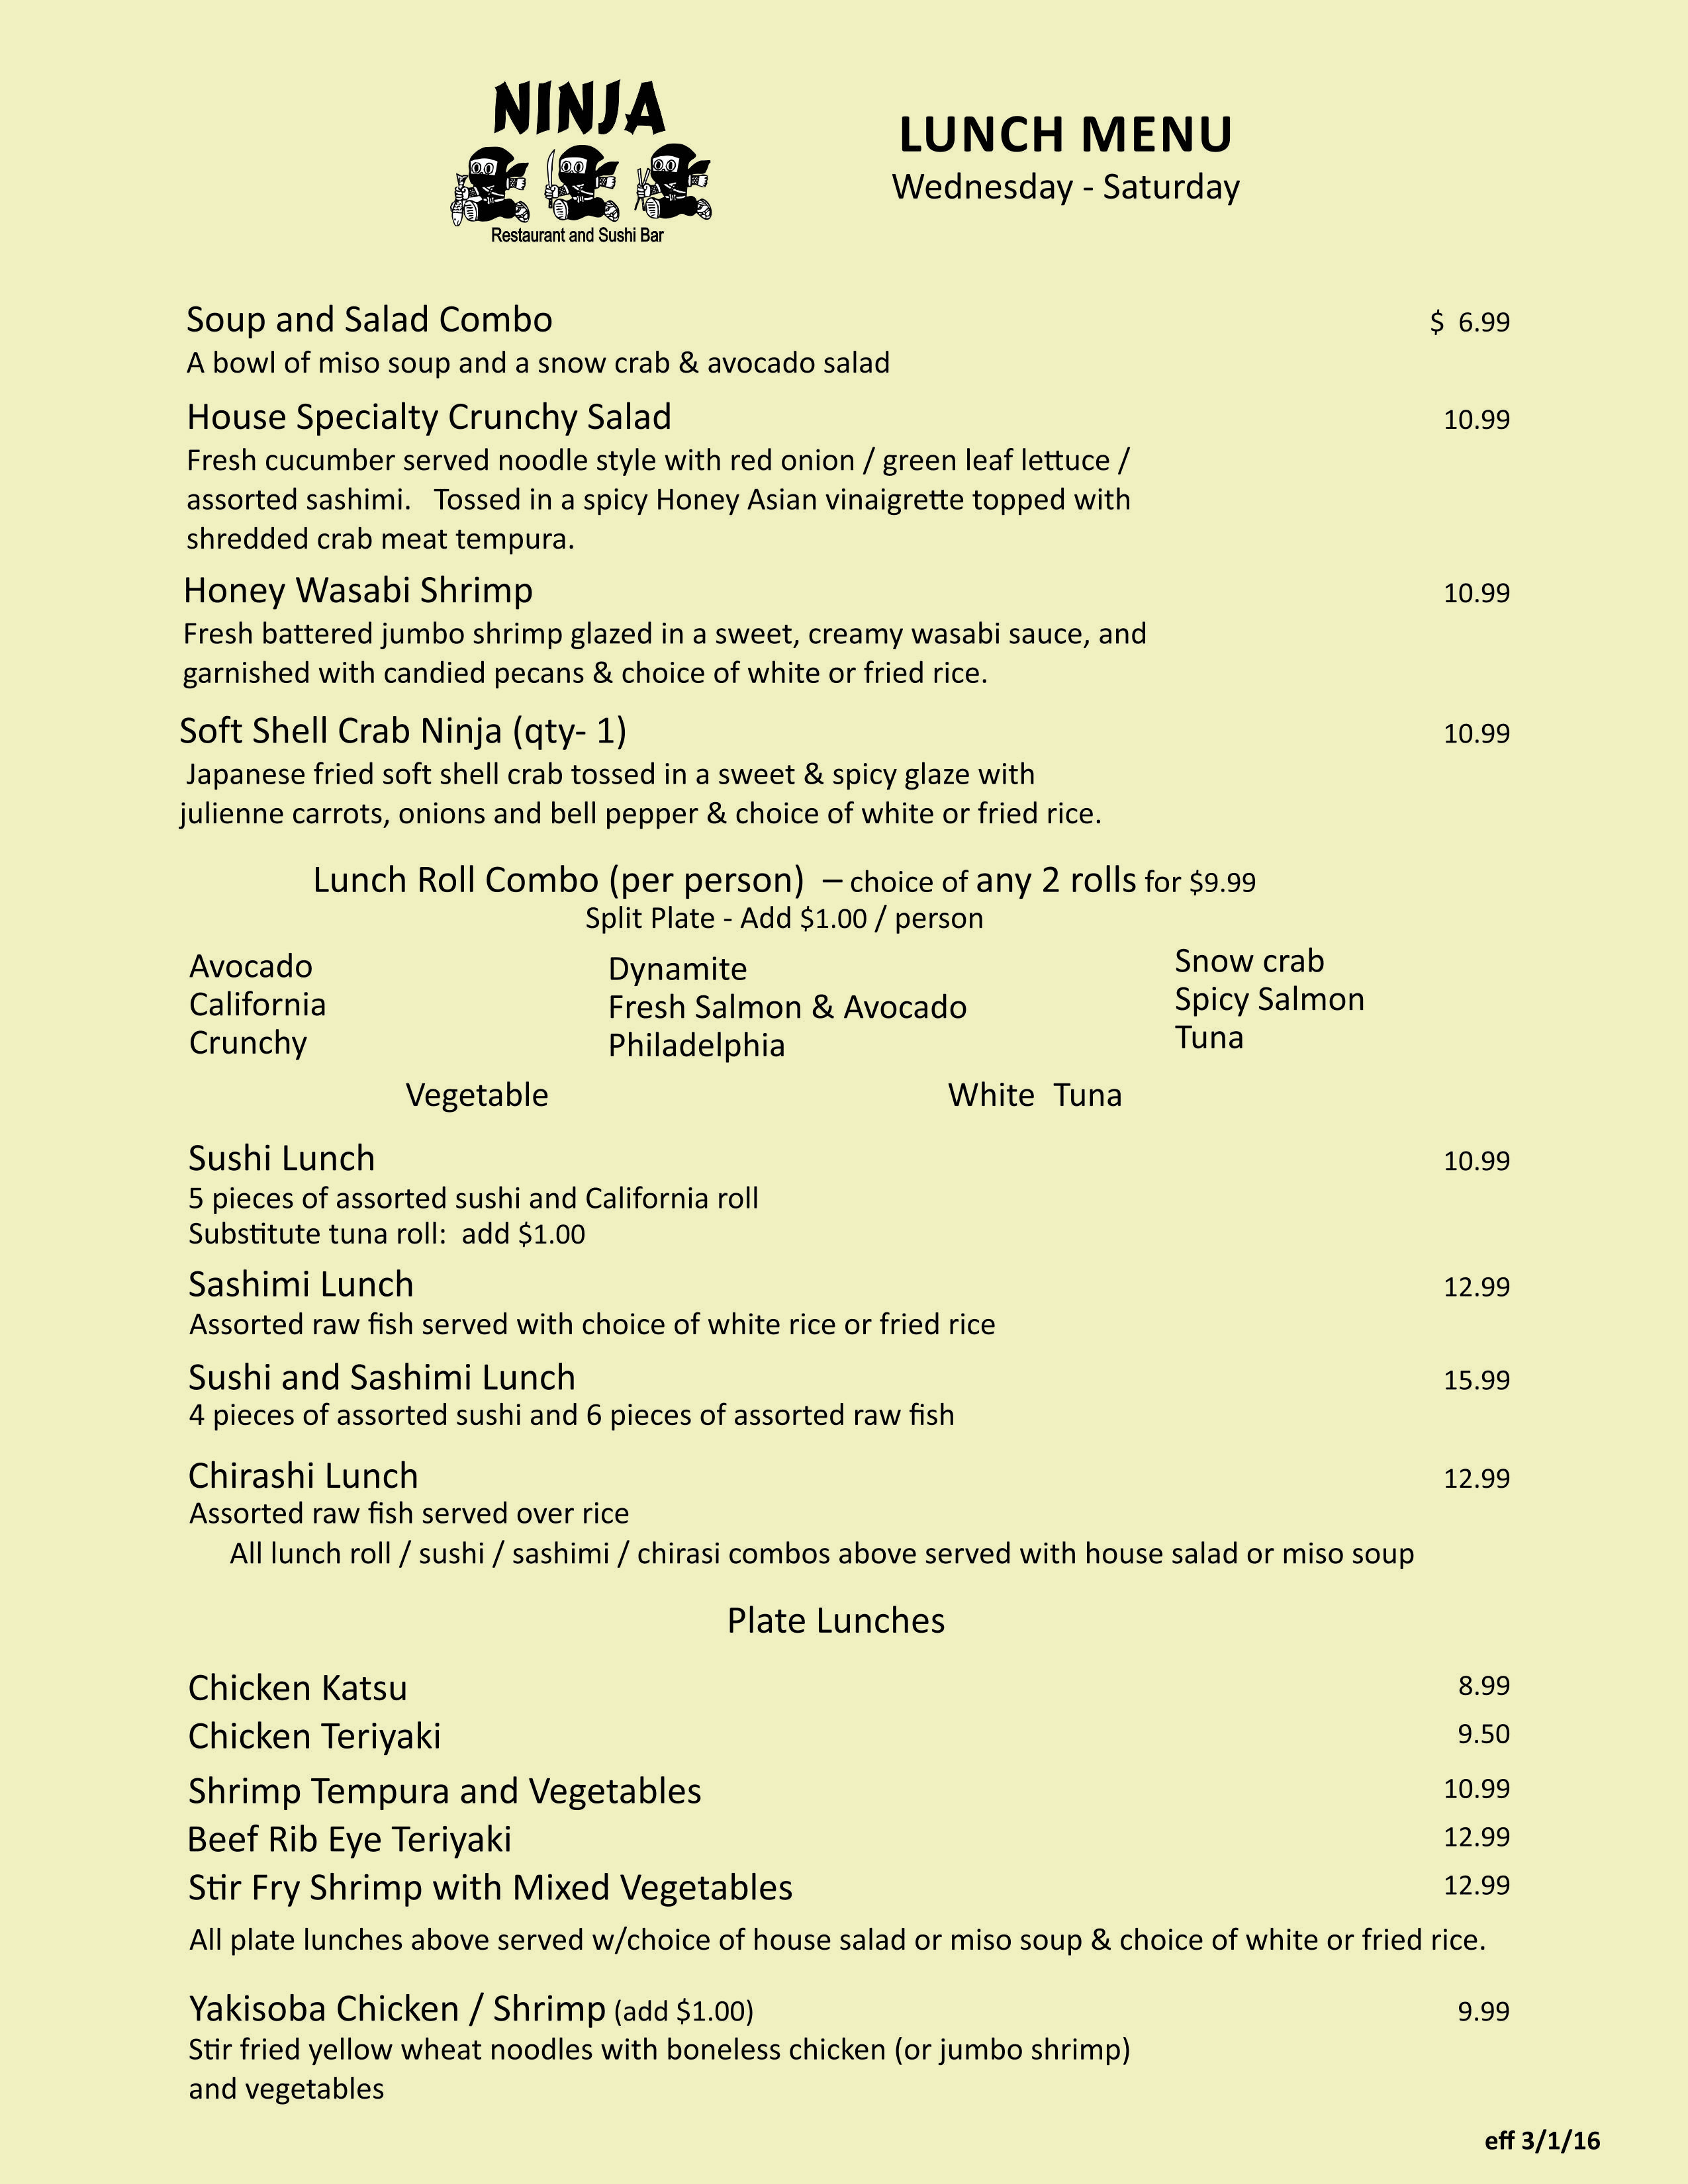 NINJA
Restaurant and Sushi Bar
LUNCH MENU
Wednesday - Saturday
Soup and Salad Combo $ 6.99
A bowl of miso soup and a snow crab & avocado salad
House Specialty Crunchy Salad 10.99
Fresh cucumber served noodle style with red onion / green leaf lettuce /
assorted sashimi. Tossed in a spicy Honey Asian vinaigrette topped with
shredded crab meat tempura.
Honey Wasabi Shrimp 10.99
Fresh battered jumbo shrimp glazed in a sweet, creamy wasabi sauce, and
garnished with candied pecans & choice of white or fried rice.
Soft Shell Crab Ninja (qty- 1) 10.99
Japanese fried soft shell crab tossed in a sweet & spicy glaze with
julienne carrots, onions and bell pepper & choice of white or fried rice.
Lunch Roll Combo (per person) – choice of any 2 rolls for $9.99
Split Plate - Add $1.00 / person
Avocado Dynamite Snow crab
California Fresh Salmon & Avocado Spicy Salmon
Crunchy Philadelphia Tuna
Vegetable White Tuna
Sushi Lunch 10.99
5 pieces of assorted sushi and California roll
Substitute tuna roll: add $1.00
Sashimi Lunch 12.99
Assorted raw fish served with choice of white rice or fried rice
Sushi and Sashimi Lunch 15.99
4 pieces of assorted sushi and 6 pieces of assorted raw fish
Chirashi Lunch 12.99
Assorted raw fish served over rice
All lunch roll / sushi / sashimi / chirasi combos above served with house salad or miso soup
Plate Lunches
Chicken Katsu 8.99
Chicken Teriyaki 9.50
Shrimp Tempura and Vegetables 10.99
Beef Rib Eye Teriyaki 12.99
Stir Fry Shrimp with Mixed Vegetables 12.99
All plate lunches above served w/choice of house salad or miso soup & choice of white or fried rice.
Yakisoba Chicken / Shrimp (add $1.00) 9.99
Stir fried yellow wheat noodles with boneless chicken (or jumbo shrimp)
and vegetables
eff 3/1/16